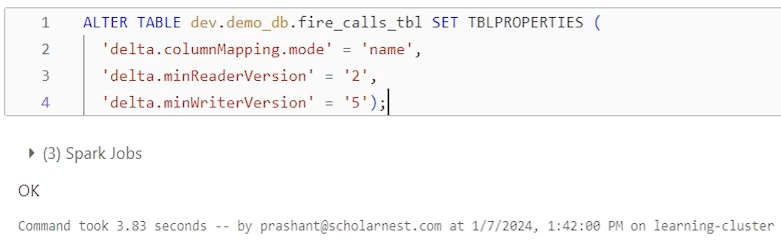 1 ALTER TABLE dev.demo_db.fire_calls_tbl SET TBLPROPERTIES (
2 'delta.columnMapping.mode' = 'name',
3 'delta.minReaderVersion' = '2',
4 'delta.minWriterVersion' = '5');
(3) Spark Jobs
OK
Command took 3.83 seconds -- by prashant@scholarnest.com at 1/7/2024, 1:42:00 PM on learning-cluster